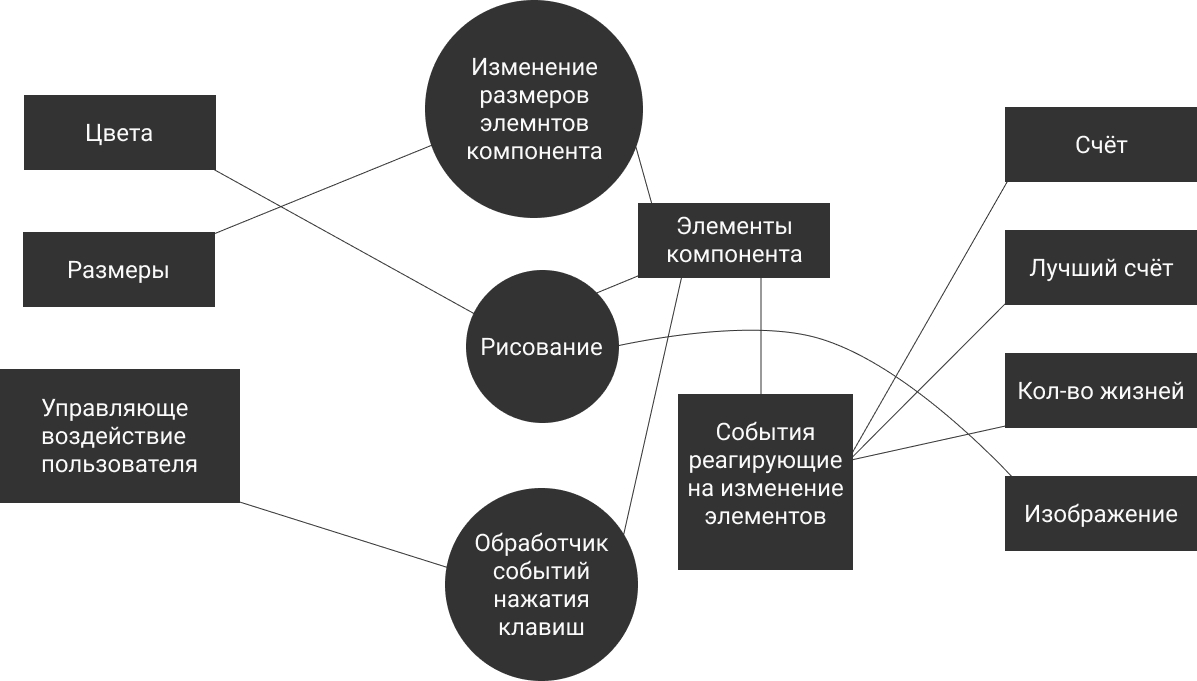 Изменение
размеров
элемнтов
компонента
Цвета
Размеры
Управляюще
воздействие
пользователя
Рисование
Обработчик
событий
нажатия
клавиш
Элементы
компонента
События
реагирующие
на изменение
элементов
Счёт
Лучший счёт
Кол-во жизней
Изображение